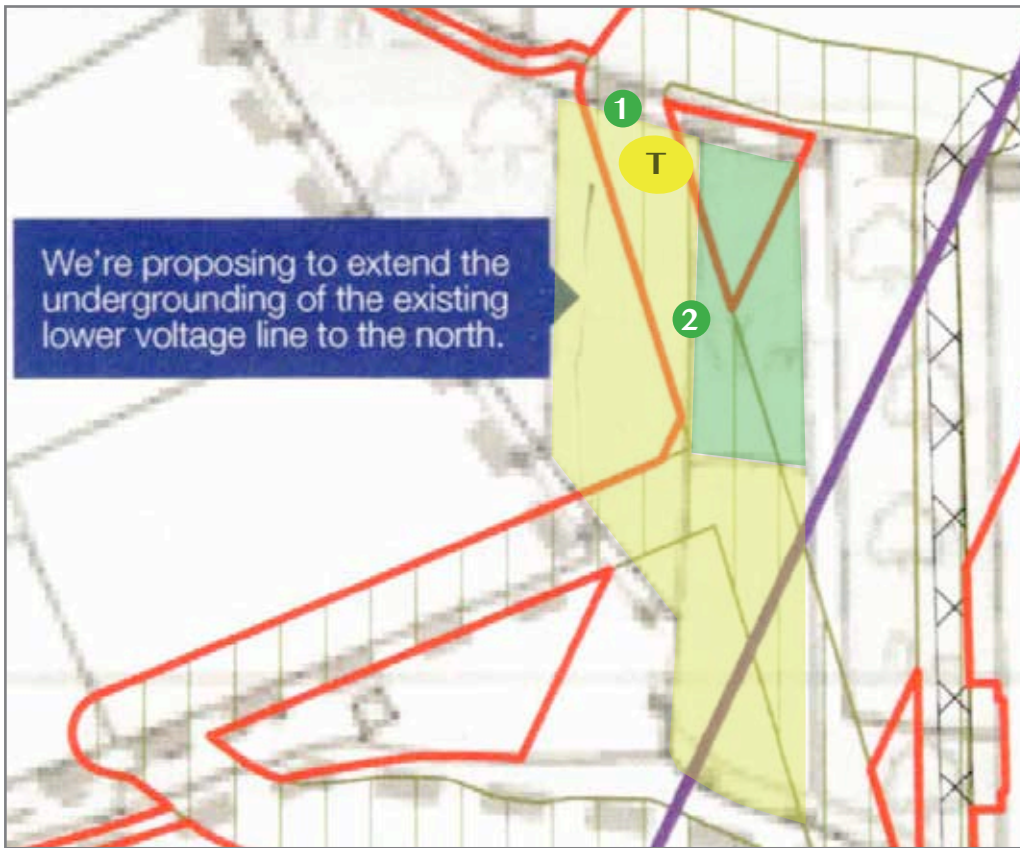 1
T
We're proposing to extend the
undergrounding of the existing
lower voltage line to the north.
2